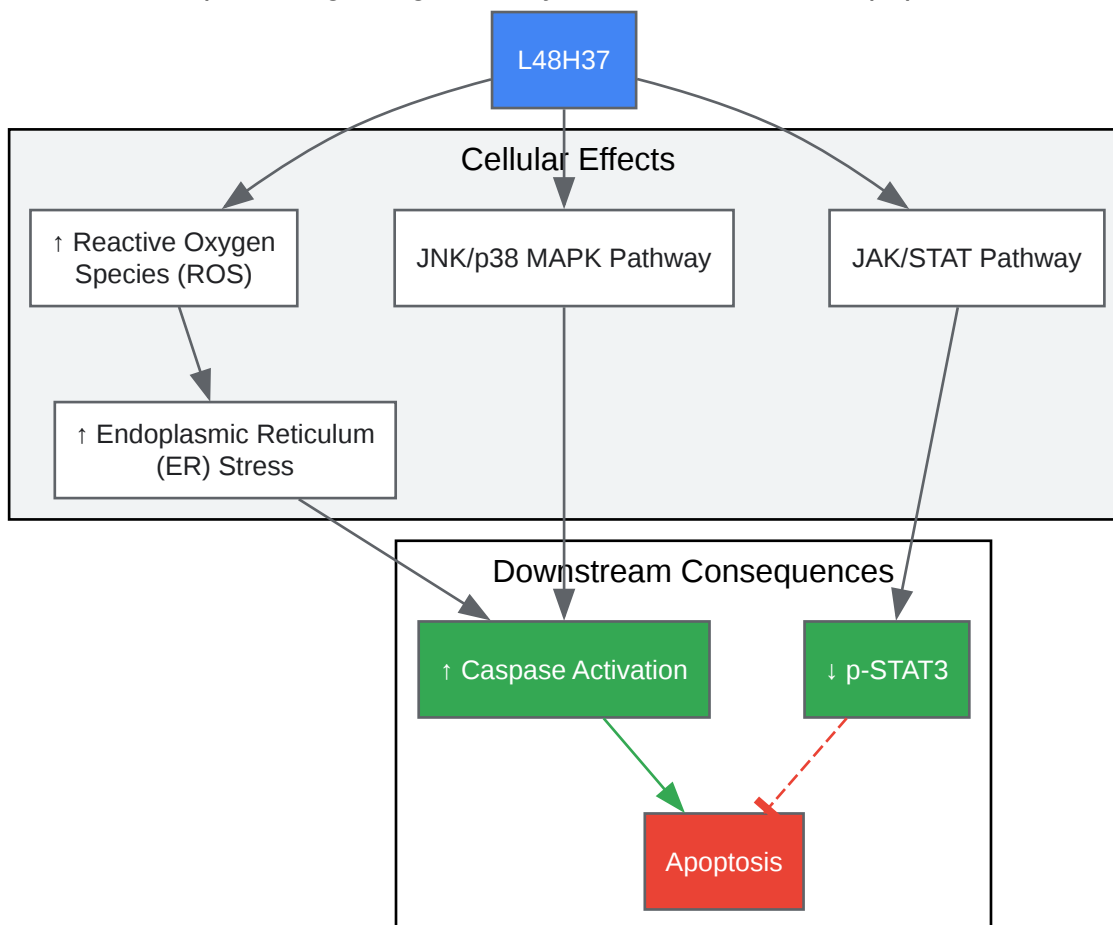 L48H37
Cellular Effects
↑ Reactive Oxygen
Species (ROS)
JNK/p38 MAPK Pathway
JAK/STAT Pathway
↑ Endoplasmic Reticulum
(ER) Stress
Downstream Consequences
↑ Caspase Activation
↓ p-STAT3
Apoptosis